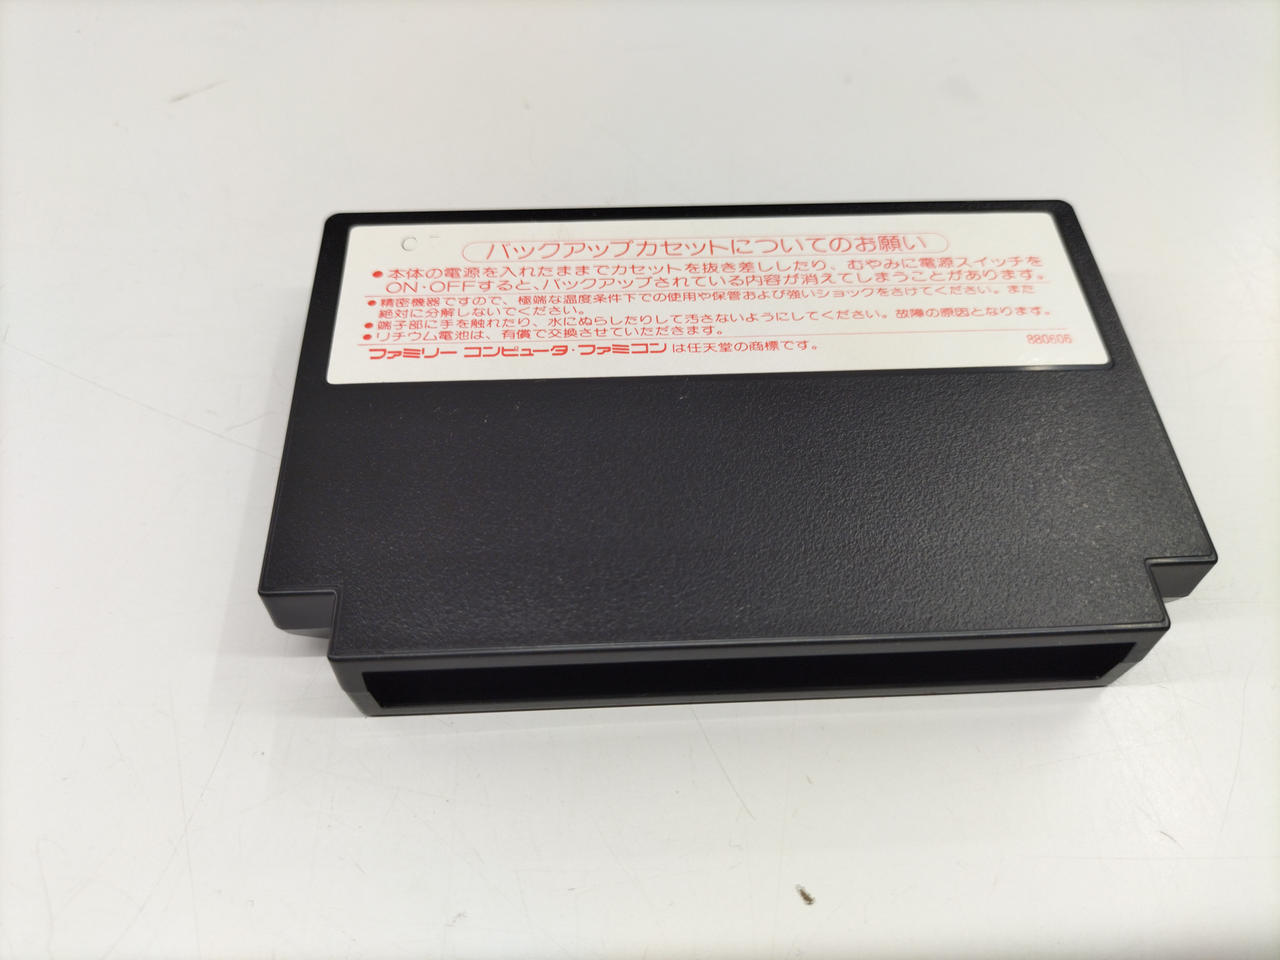 バックアップカセットについてのお願い
●本体の電源を入れたままでカセットを抜き差ししたり、むやみに電源スイッチを
ON・OFFすると、バックアップされている内容が消えてしまうことがあります。
●精密機器ですので、極端な温度条件下での使用や保管および強いショックをさけてください。また
絶対に分解しないでください。
●端子部に手を触れたり、水にぬらしたりして汚さないようにしてください。故障の原因となります。
●リチウム電池は、有償で交換させていただきます。
ファミリー コンピュータ・ファミコン は任天堂の商標です。
880606